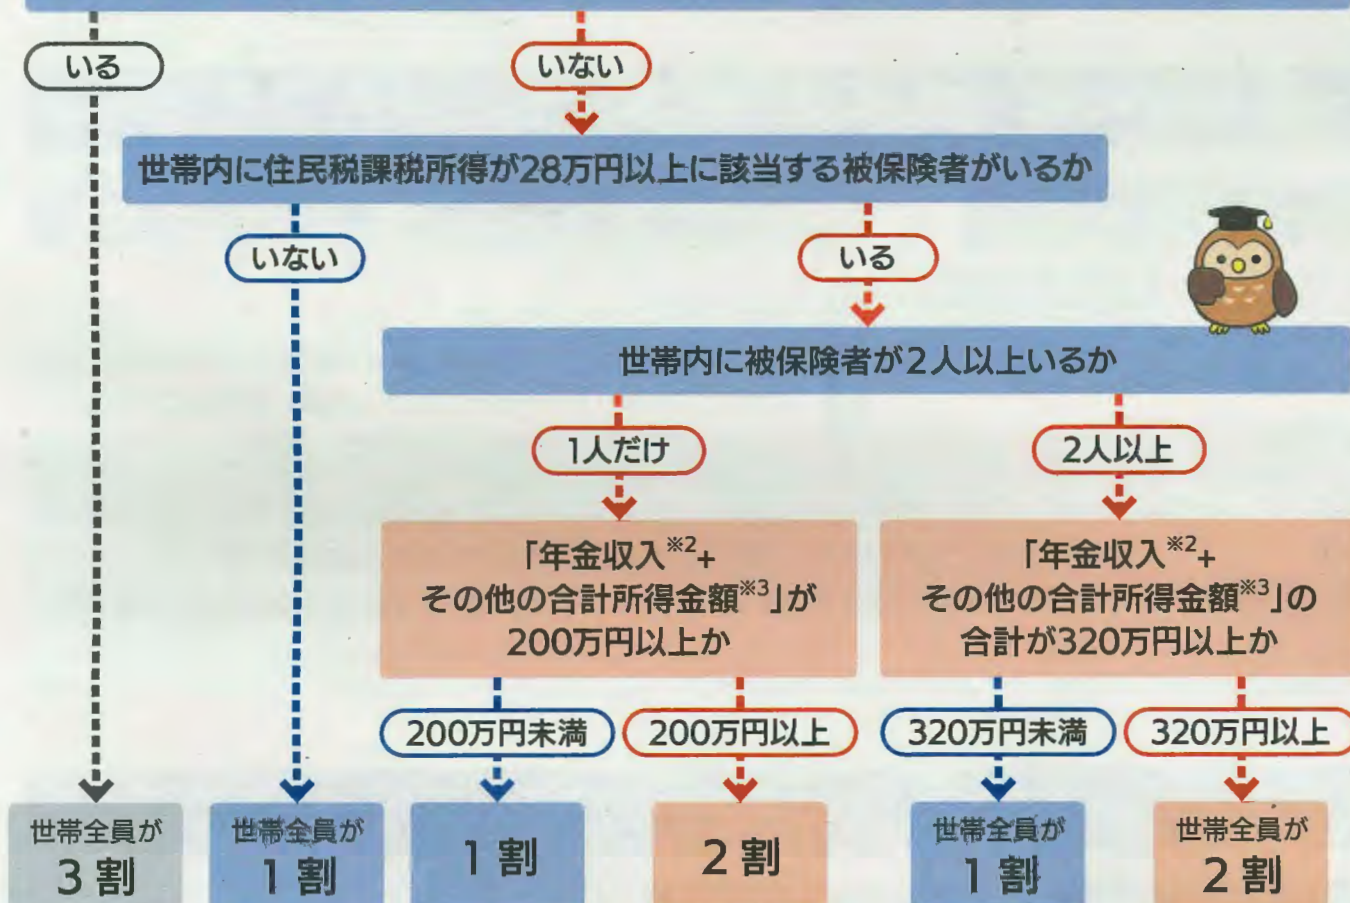 いる
いない
世帯内に住民税課税所得が28万円以上に該当する被保険者がいるか
いない
いる
世帯内に被保険者が2人以上いるか
1人だけ
2人以上
「年金収入※2+
その他の合計所得金額※3」が
200万円以上か
「年金収入※2+
その他の合計所得金額※3」の
合計が320万円以上か
200万円未満
200万円以上
320万円未満
320万円以上
世帯全員が
3割
世帯全員が
1割
1割
2割
世帯全員が
1割
世帯全員が
2割